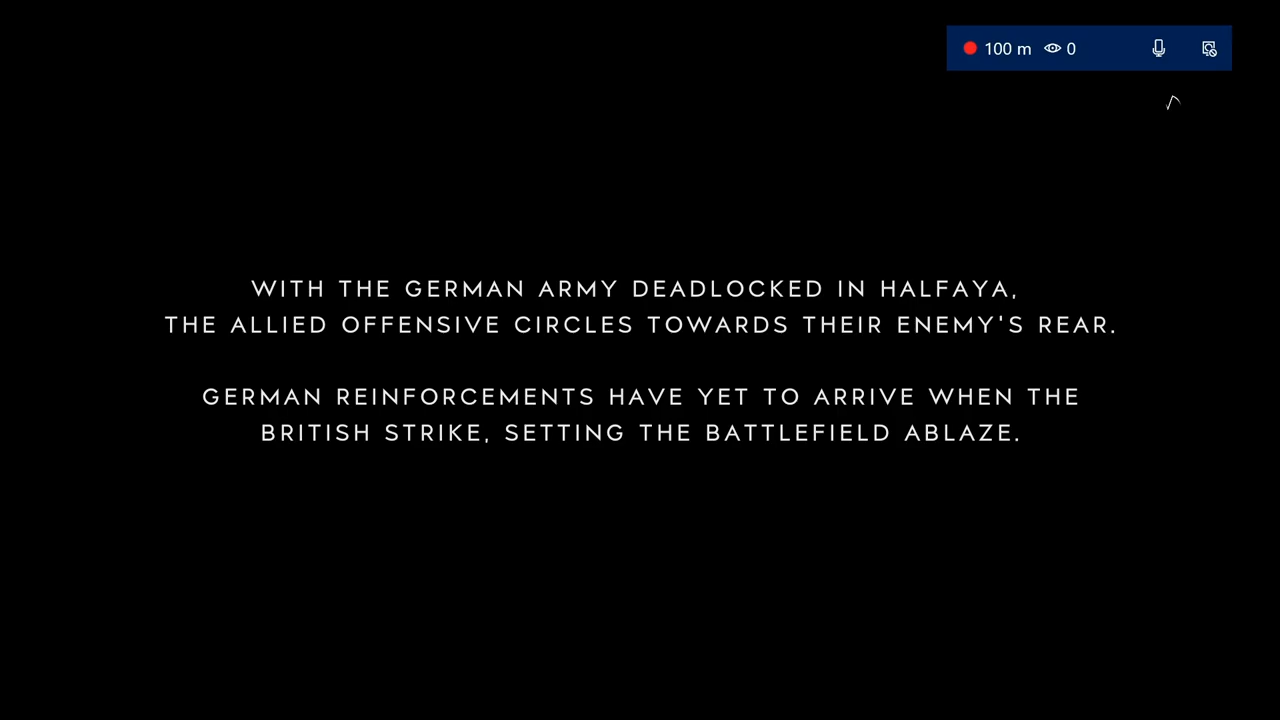 100 m 0
WITH THE GERMAN ARMY DEADLOCKED IN HALFAYA,
THE ALLIED OFFENSIVE CIRCLES TOWARDS THEIR ENEMY'S REAR.
GERMAN REINFORCEMENTS HAVE YET TO ARRIVE WHEN THE
BRITISH STRIKE, SETTING THE BATTLEFIELD ABLAZE.